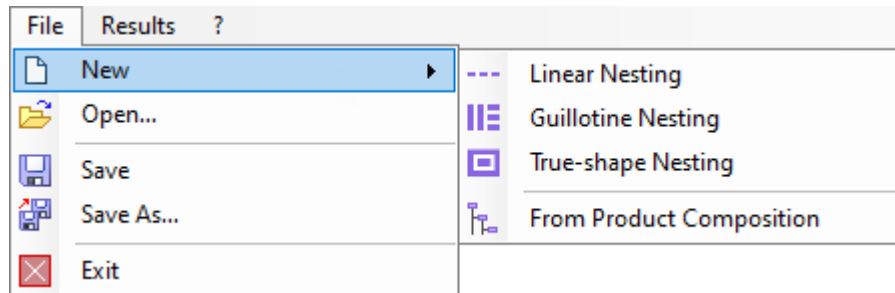 File Results ?
New
Open...
Save
Save As...
Exit
Linear Nesting
Guillotine Nesting
True-shape Nesting
From Product Composition